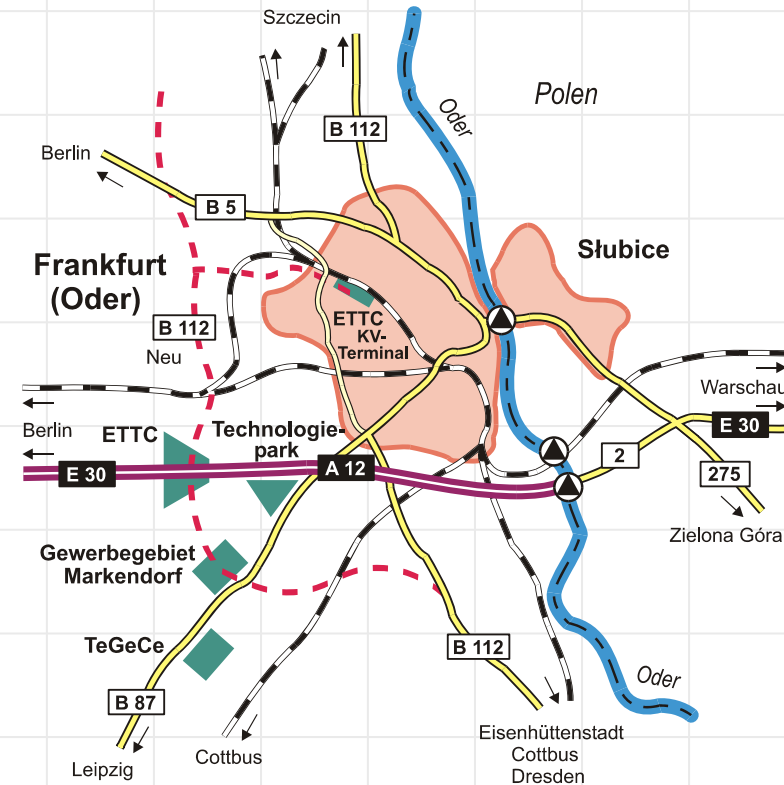 Szczecin
Polen
Oder
B 112
Berlin
B 5
Słubice
Frankfurt
(Oder)
ETTC
KV-
Terminal
B 112
Neu
Warschau
E 30
Berlin
ETTC
Technologie-
park
2
A 12
E 30
275
Zielona Góra
Gewerbegebiet
Markendorf
TeGeCe
B 112
Oder
B 87
Eisenhüttenstadt
Cottbus
Dresden
Cottbus
Leipzig